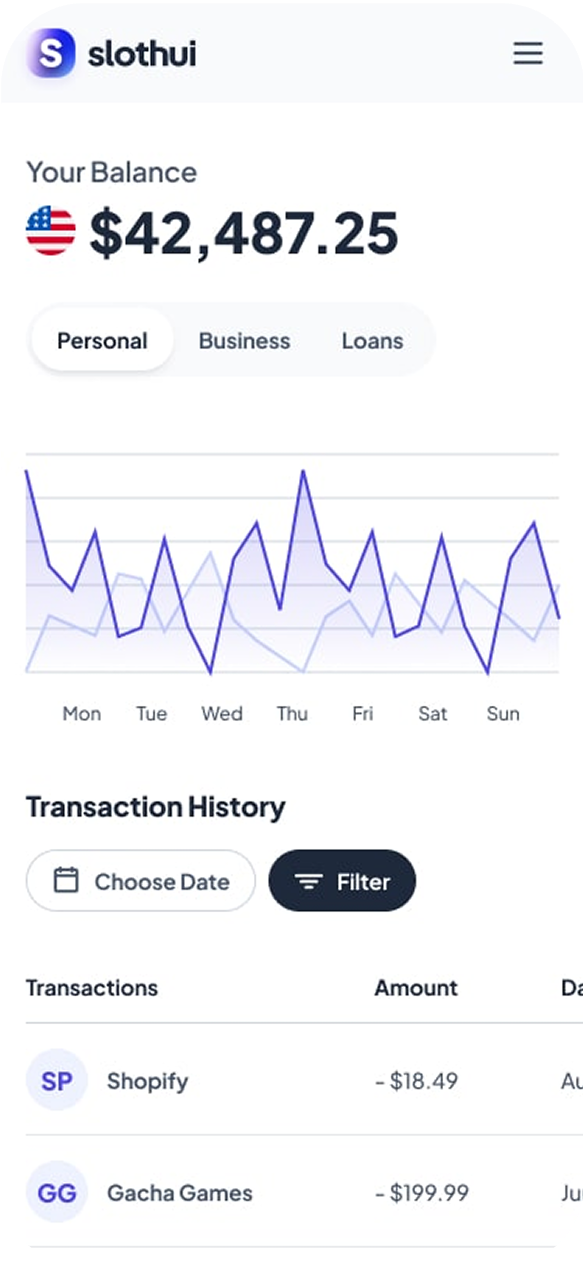 S slothui
Your Balance
$42,487.25
Personal Business Loans
Mon Tue Wed Thu Fri Sat Sun
Transaction History
Choose Date Filter
Transactions Amount Da
SP Shopify - $18.49 Au
GG Gacha Games - $199.99